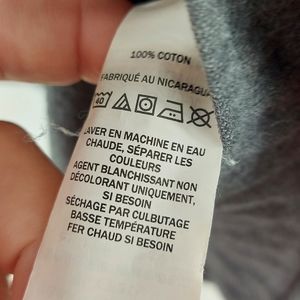 100% COTON
FABRIQUÉ AU NICARAGUA
40
LAVER EN MACHINE EN EAU
CHAUDE, SÉPARER LES
COULEURS
AGENT BLANCHISSANT NON
DÉCOLORANT UNIQUEMENT,
SI BESOIN
SÉCHAGE PAR CULBUTAGE
BASSE TEMPÉRATURE
FER CHAUD SI BESOIN